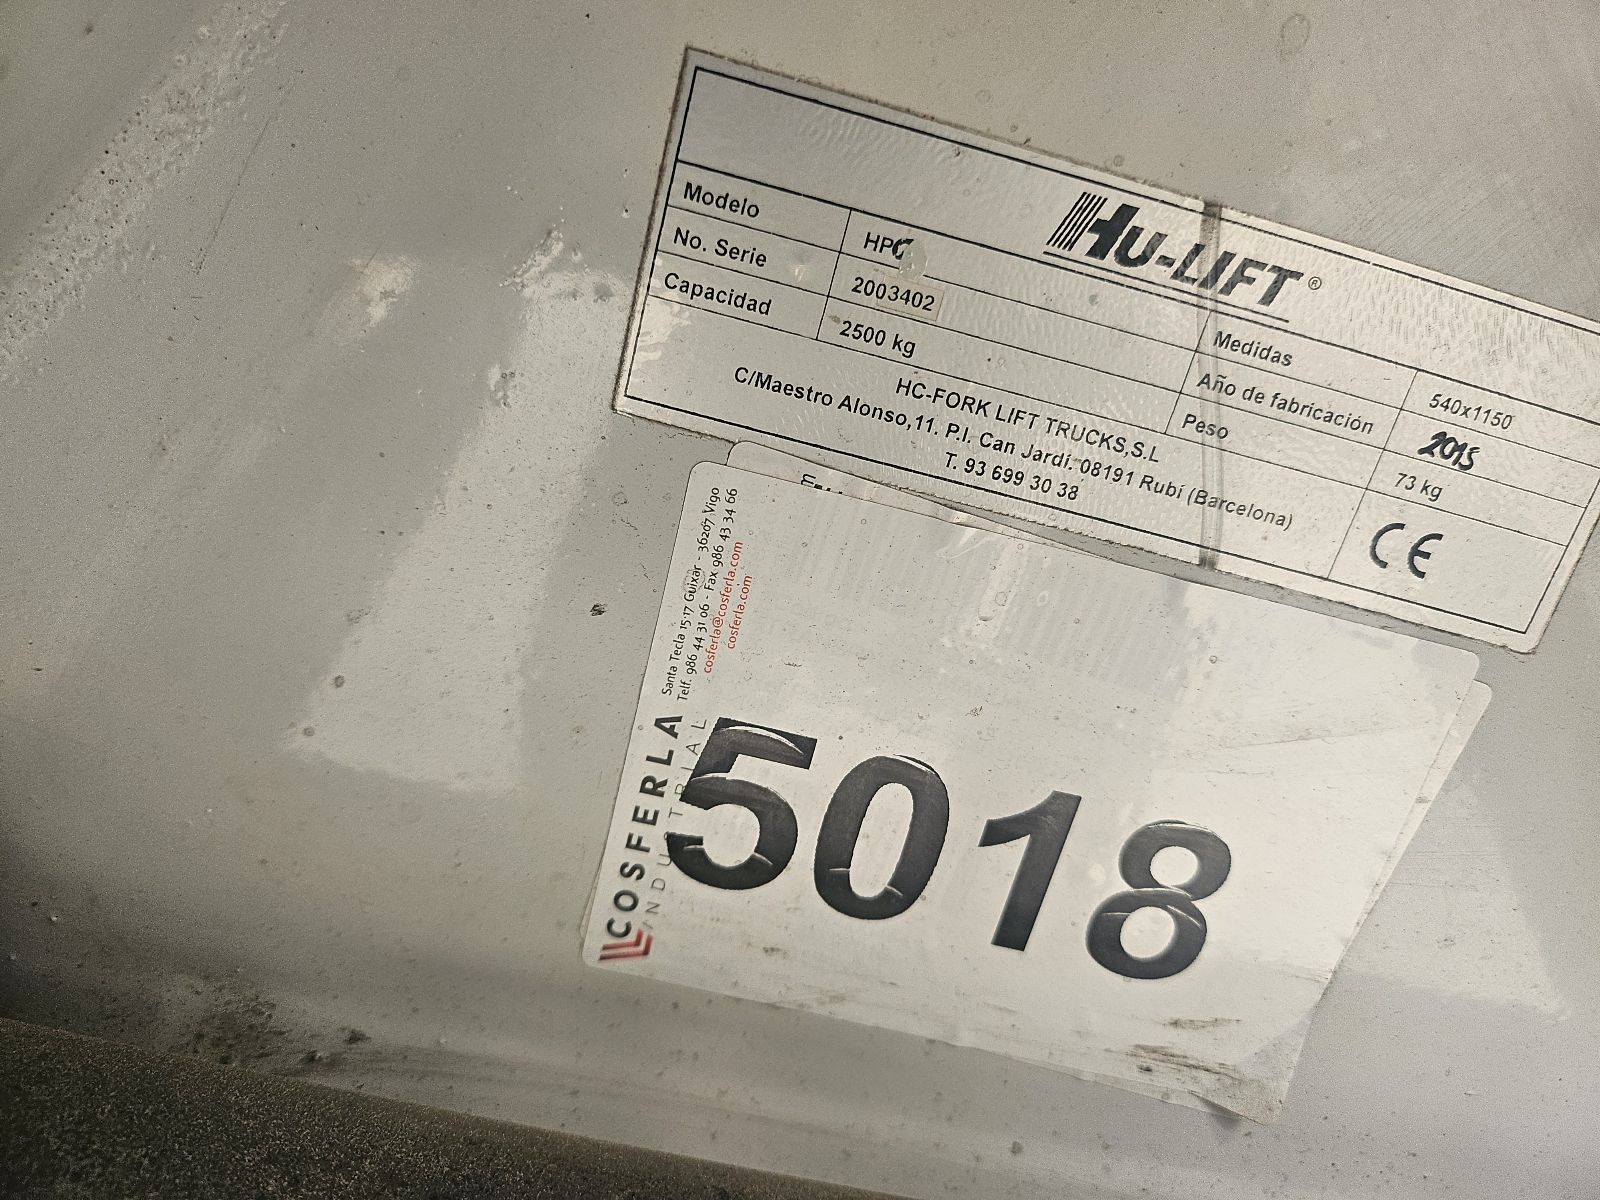 HU-LIFT®
Modelo HPC Medidas 540x1150
No. Serie 2003402 Año de fabricación 2015
Capacidad 2500 kg Peso 73 kg
HC-FORK LIFT TRUCKS,S.L
C/Maestro Alonso,11. P.I. Can Jardí. 08191 Rubí (Barcelona)
T. 93 699 30 38
CE
COSFERLA
INDUSTRIAL
Santa Tecla 15-17 Guixar - 36207 Vigo
Telf. 986 44 31 06 - Fax 986 43 34 66
cosferla@cosferla.com
cosferla.com
5018